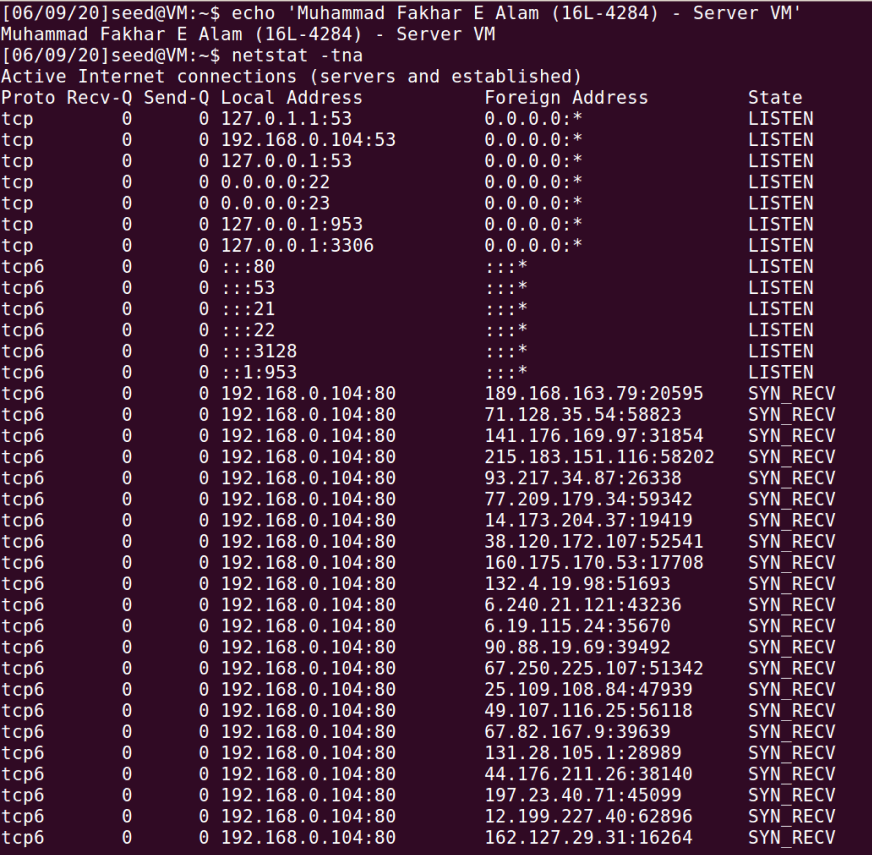 [06/09/20]seed@VM:~$ echo 'Muhammad Fakhar E Alam (16L-4284) - Server VM'
Muhammad Fakhar E Alam (16L-4284) - Server VM
[06/09/20]seed@VM:~$ netstat -tna
Active Internet connections (servers and established)
Proto Recv-Q Send-Q Local Address           Foreign Address         State
tcp        0      0 127.0.1.1:53            0.0.0.0:*               LISTEN
tcp        0      0 192.168.0.104:53        0.0.0.0:*               LISTEN
tcp        0      0 127.0.0.1:53            0.0.0.0:*               LISTEN
tcp        0      0 0.0.0.0:22              0.0.0.0:*               LISTEN
tcp        0      0 0.0.0.0:23              0.0.0.0:*               LISTEN
tcp        0      0 127.0.0.1:953           0.0.0.0:*               LISTEN
tcp        0      0 127.0.0.1:3306          0.0.0.0:*               LISTEN
tcp6       0      0 :::80                   :::*                    LISTEN
tcp6       0      0 :::53                   :::*                    LISTEN
tcp6       0      0 :::21                   :::*                    LISTEN
tcp6       0      0 :::22                   :::*                    LISTEN
tcp6       0      0 :::3128                 :::*                    LISTEN
tcp6       0      0 ::1:953                 :::*                    LISTEN
tcp6       0      0 192.168.0.104:80        189.168.163.79:20595    SYN_RECV
tcp6       0      0 192.168.0.104:80        71.128.35.54:58823      SYN_RECV
tcp6       0      0 192.168.0.104:80        141.176.169.97:31854    SYN_RECV
tcp6       0      0 192.168.0.104:80        215.183.151.116:58202   SYN_RECV
tcp6       0      0 192.168.0.104:80        93.217.34.87:26338      SYN_RECV
tcp6       0      0 192.168.0.104:80        77.209.179.34:59342     SYN_RECV
tcp6       0      0 192.168.0.104:80        14.173.204.37:19419     SYN_RECV
tcp6       0      0 192.168.0.104:80        38.120.172.107:52541    SYN_RECV
tcp6       0      0 192.168.0.104:80        160.175.170.53:17708    SYN_RECV
tcp6       0      0 192.168.0.104:80        132.4.19.98:51693       SYN_RECV
tcp6       0      0 192.168.0.104:80        6.240.21.121:43236      SYN_RECV
tcp6       0      0 192.168.0.104:80        6.19.115.24:35670       SYN_RECV
tcp6       0      0 192.168.0.104:80        90.88.19.69:39492       SYN_RECV
tcp6       0      0 192.168.0.104:80        67.250.225.107:51342    SYN_RECV
tcp6       0      0 192.168.0.104:80        25.109.108.84:47939     SYN_RECV
tcp6       0      0 192.168.0.104:80        49.107.116.25:56118     SYN_RECV
tcp6       0      0 192.168.0.104:80        67.82.167.9:39639       SYN_RECV
tcp6       0      0 192.168.0.104:80        131.28.105.1:28989      SYN_RECV
tcp6       0      0 192.168.0.104:80        44.176.211.26:38140     SYN_RECV
tcp6       0      0 192.168.0.104:80        197.23.40.71:45099      SYN_RECV
tcp6       0      0 192.168.0.104:80        12.199.227.40:62896     SYN_RECV
tcp6       0      0 192.168.0.104:80        162.127.29.31:16264     SYN_RECV